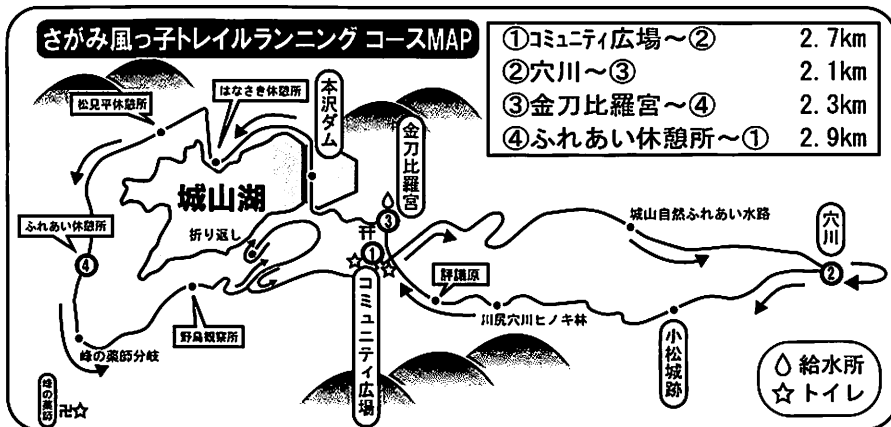 さがみ風っ子トレイルランニング コースMAP
①コミュニティ広場～② 2.7km
②穴川～③ 2.1km
③金刀比羅宮～④ 2.3km
④ふれあい休憩所～① 2.9km
松見平休憩所
はなさき休憩所
本沢ダム
金刀比羅宮
城山湖
ふれあい休憩所
折り返し
城山自然ふれあい水路
穴川
③
①
④
②
評議原
コミュニティ広場
川尻穴川ヒノキ林
野鳥観察所
小松城跡
峰の薬師分岐
峰の薬師
卍☆
給水所
☆トイレ